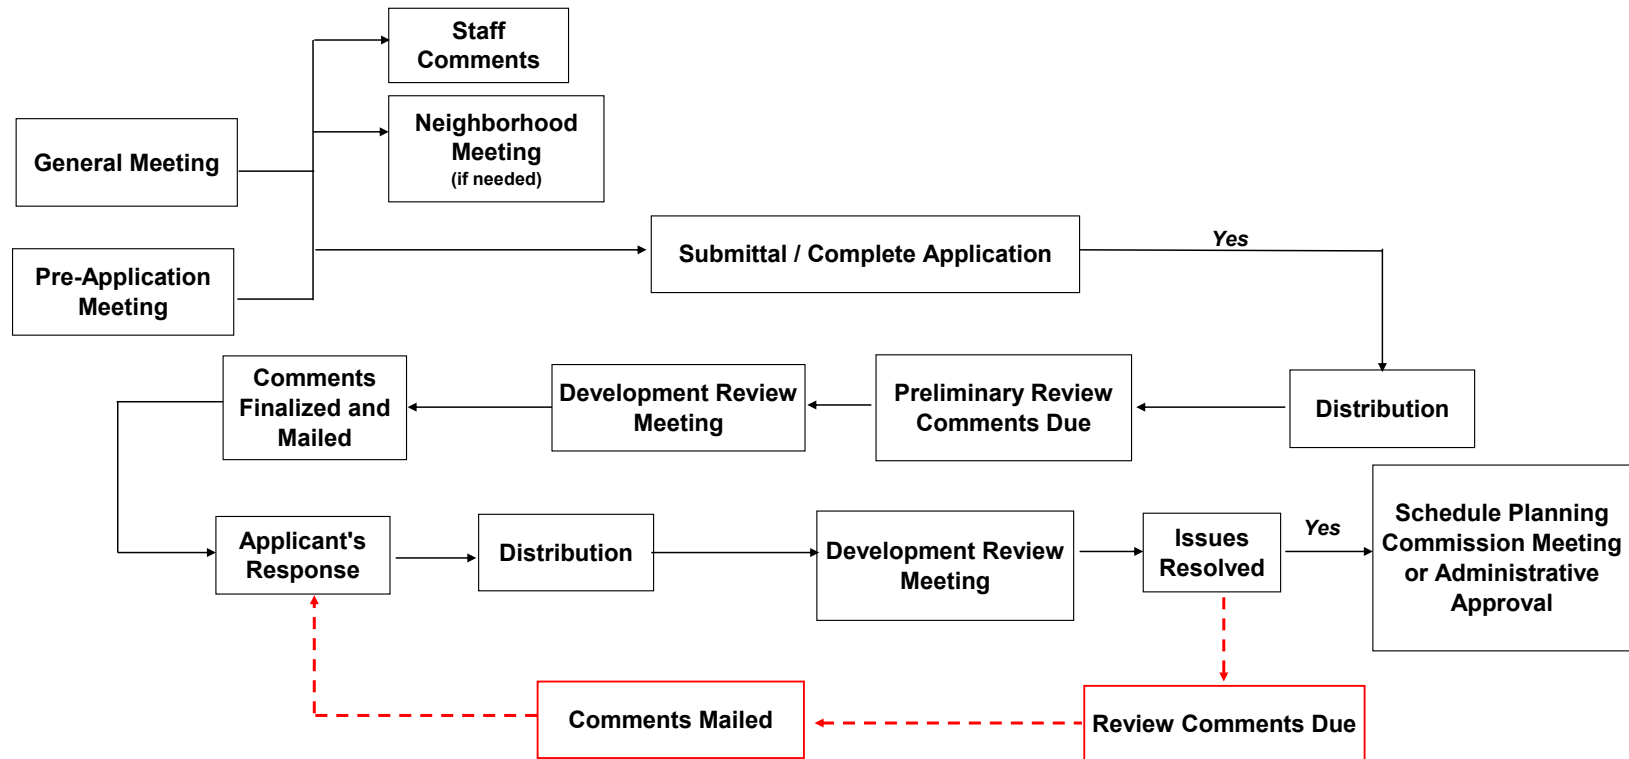 Staff
Comments
Neighborhood
Meeting
(if needed)
General Meeting
Pre-Application
Meeting
Submittal / Complete Application
Yes
Comments
Finalized and
Mailed
Development Review
Meeting
Preliminary Review
Comments Due
Distribution
Applicant's
Response
Distribution
Development Review
Meeting
Issues
Resolved
Yes
Schedule Planning
Commission Meeting
or Administrative
Approval
Comments Mailed
Review Comments Due